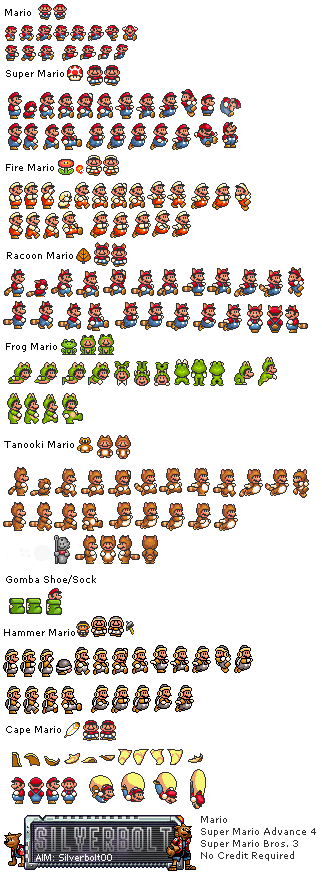 Mario
Super Mario
Fire Mario
Racoon Mario
Frog Mario
Tanooki Mario
Gomba Shoe/Sock
Hammer Mario
Cape Mario
SILVERBOLT
AIM: Silverbolt00
Mario
Super Mario Advance 4
Super Mario Bros. 3
No Credit Required